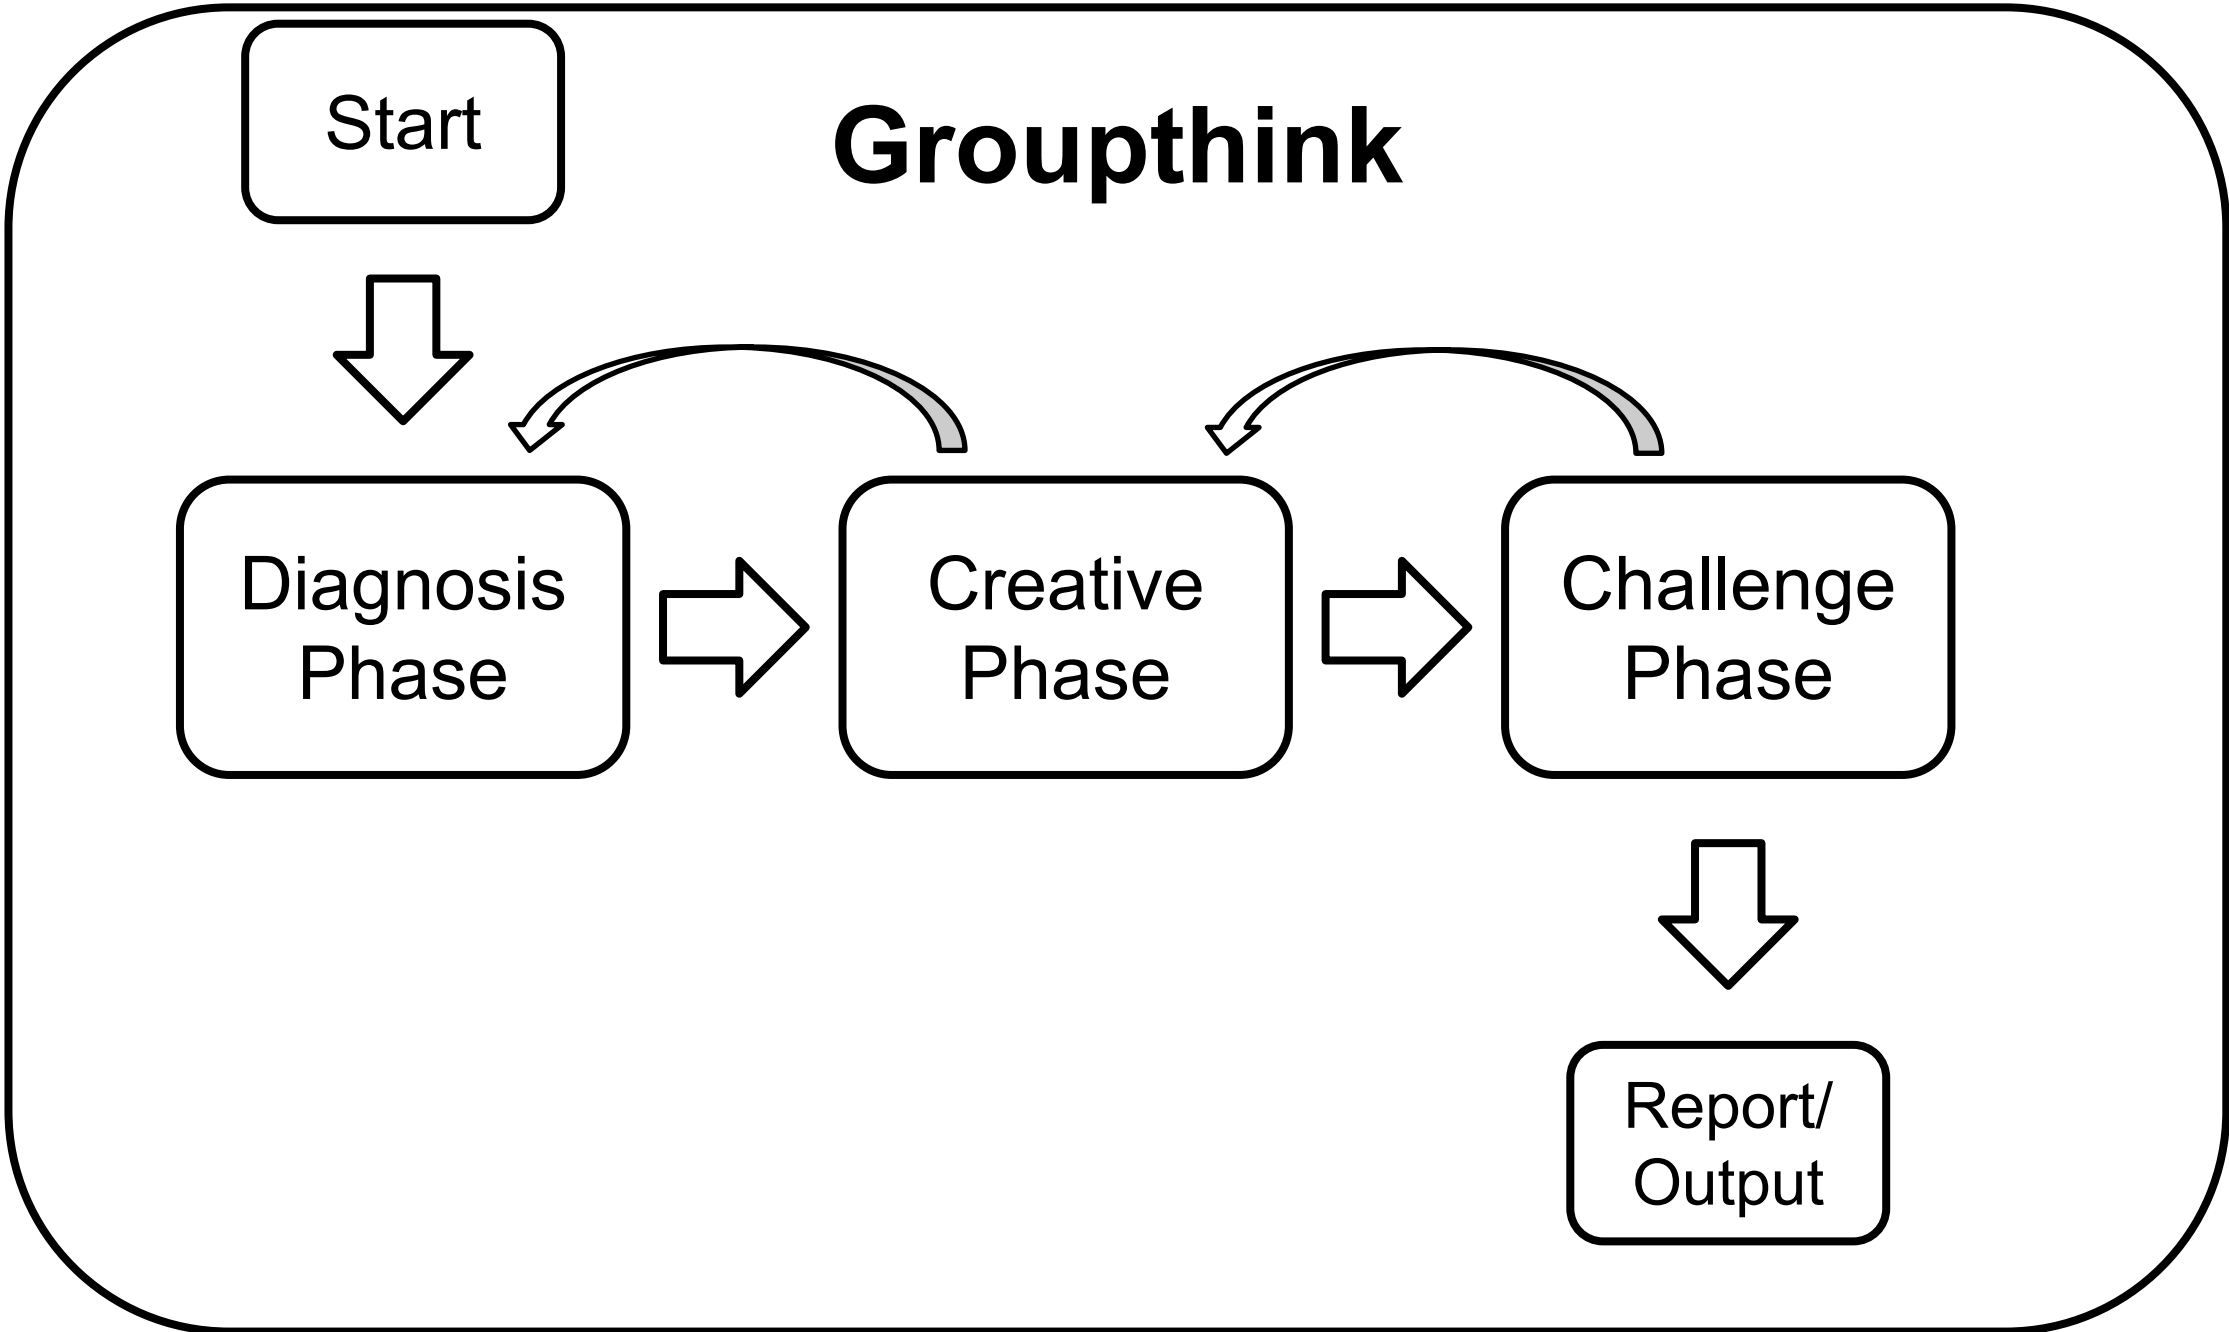 Start
Groupthink
Diagnosis
Phase
Creative
Phase
Challenge
Phase
Report/
Output